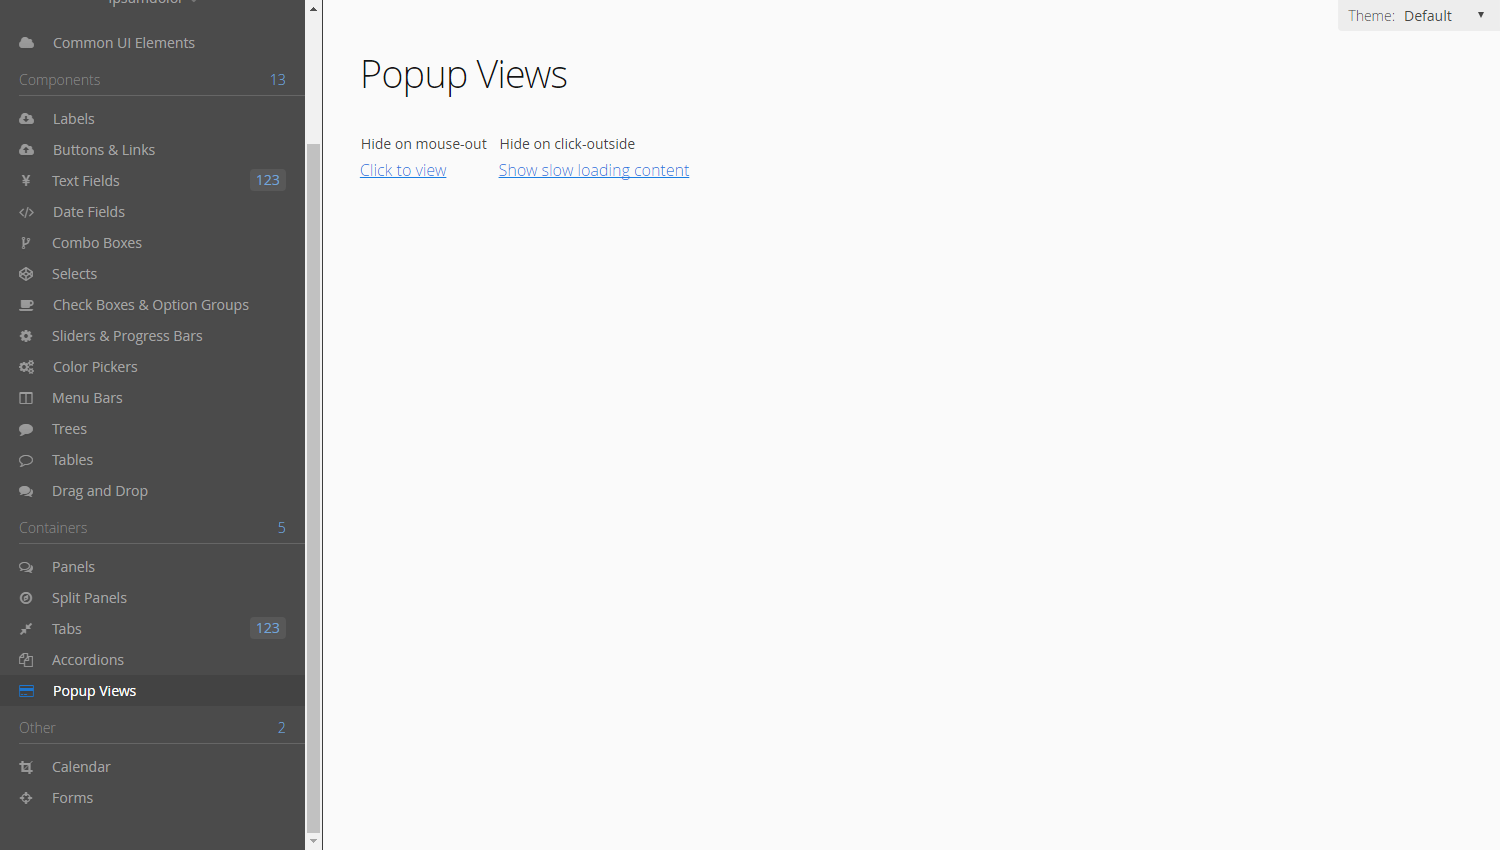 Common UI Elements
Components 13
Labels
Buttons & Links
Text Fields 123
Date Fields
Combo Boxes
Selects
Check Boxes & Option Groups
Sliders & Progress Bars
Color Pickers
Menu Bars
Trees
Tables
Drag and Drop
Containers 5
Panels
Split Panels
Tabs 123
Accordions
Popup Views
Other 2
Calendar
Forms
Theme: Default
Popup Views
Hide on mouse-out Hide on click-outside
Click to view Show slow loading content